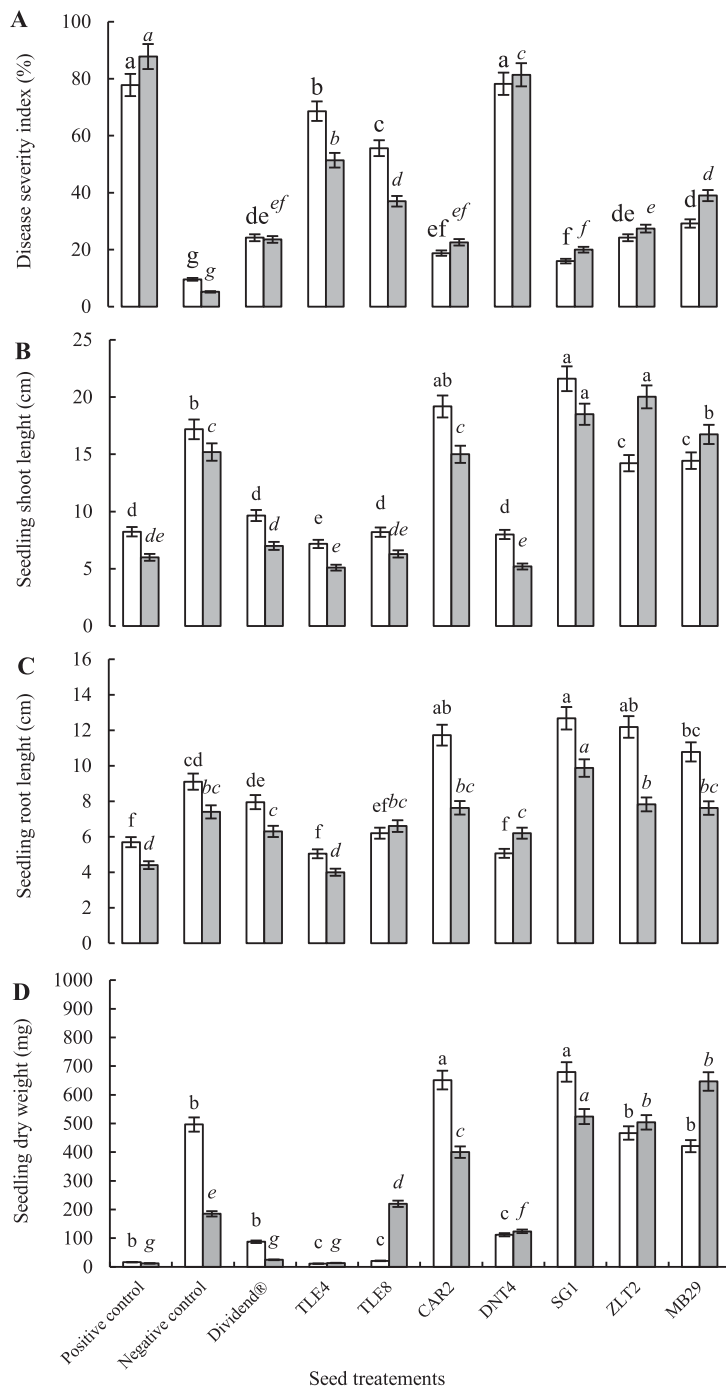 A
Disease severity index (%)
100
80
60
40
20
0
a a
g g
de ef
b b
c d
ef ef
a c
f f
de e
d d
B
Seedling shoot lenght (cm)
25
20
15
10
5
0
d de
b c
d d
e e
d de
ab c
d e
a a
c a
c b
C
Seedling root lenght (cm)
16
14
12
10
8
6
4
2
0
f d
cd bc
de c
f d
ef bc
ab bc
f c
a a
ab b
bc bc
D
Seedling dry weight (mg)
1000
900
800
700
600
500
400
300
200
100
0
b g
b e
b g
c g
c d
a c
c f
a a
b b
b b
Positive control
Negative control
Dividend®
TLE4
TLE8
CAR2
DNT4
SG1
ZLT2
MB29
Seed treatements